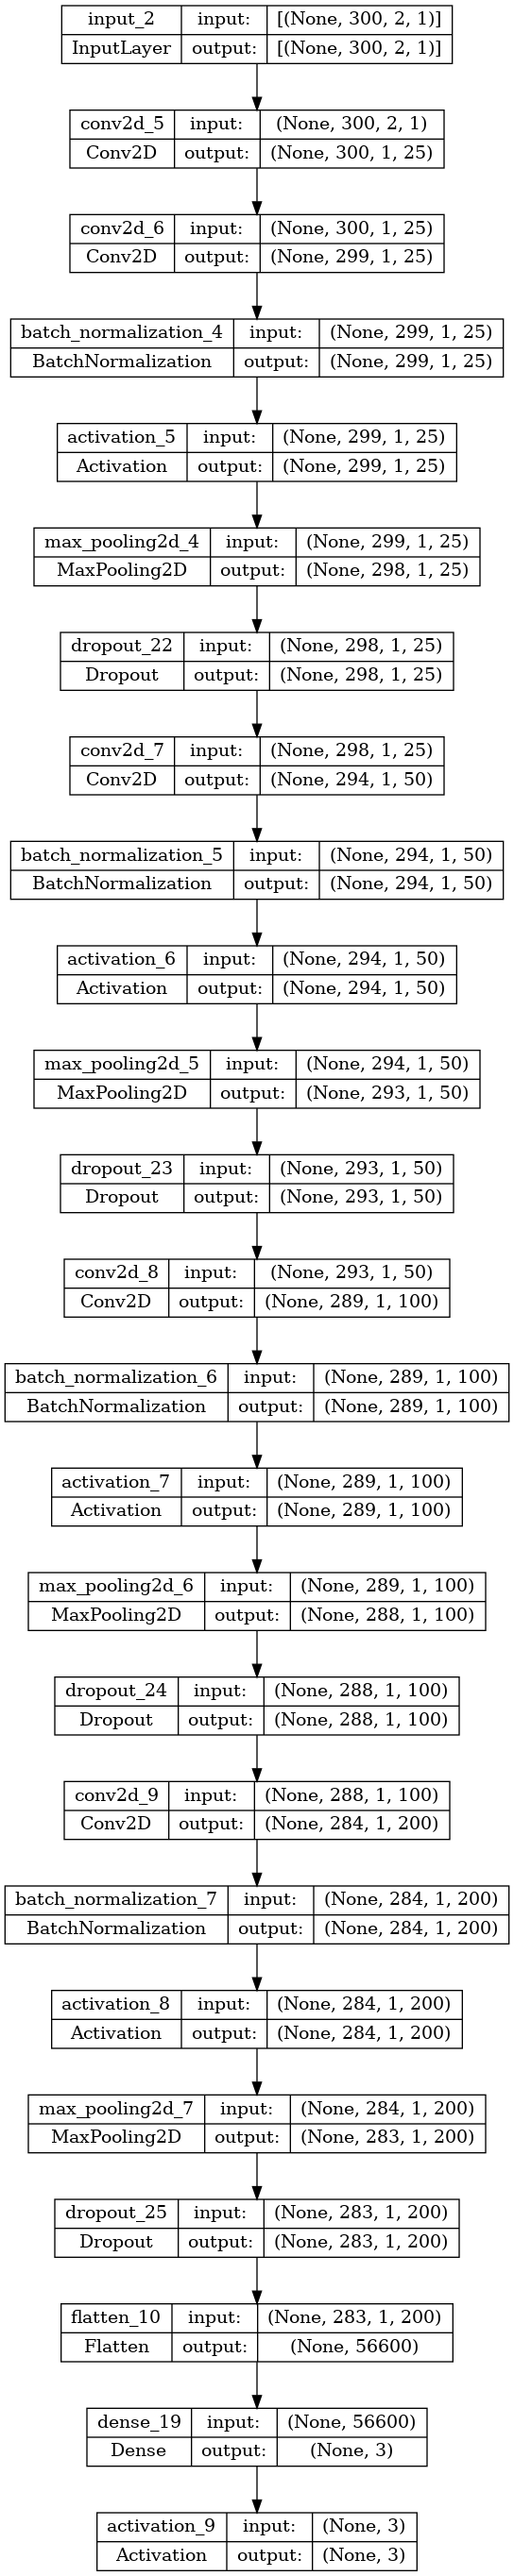 input_2 input: [(None, 300, 2, 1)]
InputLayer output: [(None, 300, 2, 1)]
conv2d_5 input: (None, 300, 2, 1)
Conv2D output: (None, 300, 1, 25)
conv2d_6 input: (None, 300, 1, 25)
Conv2D output: (None, 299, 1, 25)
batch_normalization_4 input: (None, 299, 1, 25)
BatchNormalization output: (None, 299, 1, 25)
activation_5 input: (None, 299, 1, 25)
Activation output: (None, 299, 1, 25)
max_pooling2d_4 input: (None, 299, 1, 25)
MaxPooling2D output: (None, 298, 1, 25)
dropout_22 input: (None, 298, 1, 25)
Dropout output: (None, 298, 1, 25)
conv2d_7 input: (None, 298, 1, 25)
Conv2D output: (None, 294, 1, 50)
batch_normalization_5 input: (None, 294, 1, 50)
BatchNormalization output: (None, 294, 1, 50)
activation_6 input: (None, 294, 1, 50)
Activation output: (None, 294, 1, 50)
max_pooling2d_5 input: (None, 294, 1, 50)
MaxPooling2D output: (None, 293, 1, 50)
dropout_23 input: (None, 293, 1, 50)
Dropout output: (None, 293, 1, 50)
conv2d_8 input: (None, 293, 1, 50)
Conv2D output: (None, 289, 1, 100)
batch_normalization_6 input: (None, 289, 1, 100)
BatchNormalization output: (None, 289, 1, 100)
activation_7 input: (None, 289, 1, 100)
Activation output: (None, 289, 1, 100)
max_pooling2d_6 input: (None, 289, 1, 100)
MaxPooling2D output: (None, 288, 1, 100)
dropout_24 input: (None, 288, 1, 100)
Dropout output: (None, 288, 1, 100)
conv2d_9 input: (None, 288, 1, 100)
Conv2D output: (None, 284, 1, 200)
batch_normalization_7 input: (None, 284, 1, 200)
BatchNormalization output: (None, 284, 1, 200)
activation_8 input: (None, 284, 1, 200)
Activation output: (None, 284, 1, 200)
max_pooling2d_7 input: (None, 284, 1, 200)
MaxPooling2D output: (None, 283, 1, 200)
dropout_25 input: (None, 283, 1, 200)
Dropout output: (None, 283, 1, 200)
flatten_10 input: (None, 283, 1, 200)
Flatten output: (None, 56600)
dense_19 input: (None, 56600)
Dense output: (None, 3)
activation_9 input: (None, 3)
Activation output: (None, 3)